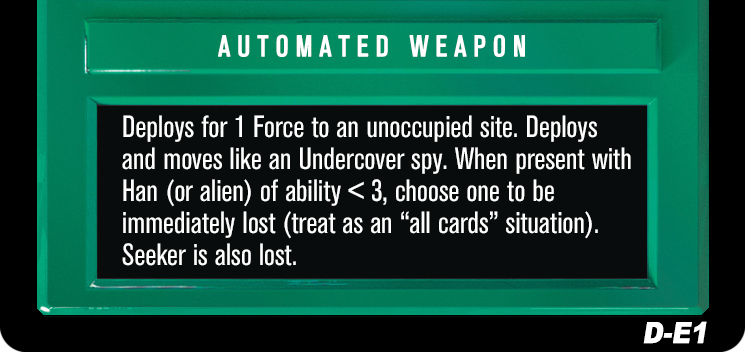 AUTOMATED WEAPON
Deploys for 1 Force to an unoccupied site. Deploys
and moves like an Undercover spy. When present with
Han (or alien) of ability < 3, choose one to be
immediately lost (treat as an “all cards” situation).
Seeker is also lost.
D-E1